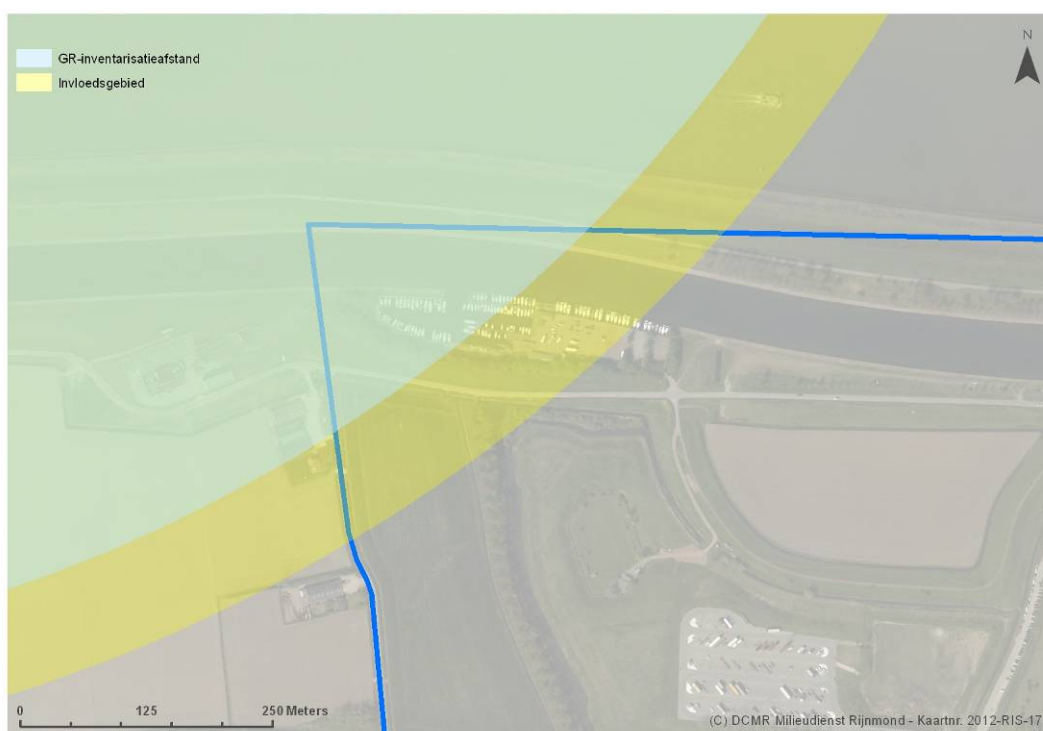 GR-inventarisatieafstand
Invloedsgebied
N
0 125 250 Meters
(C) DCMR Milieudienst Rijnmond - Kaartnr. 2012-RIS-17